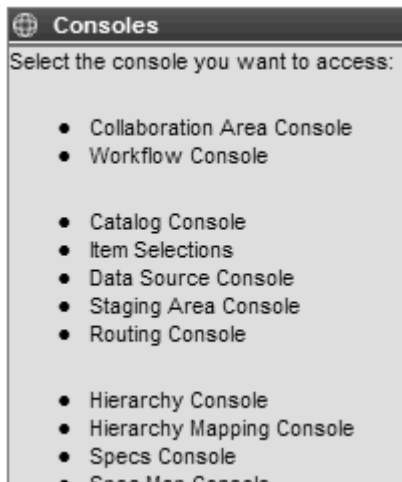 Consoles
Select the console you want to access:
● Collaboration Area Console
● Workflow Console
● Catalog Console
● Item Selections
● Data Source Console
● Staging Area Console
● Routing Console
● Hierarchy Console
● Hierarchy Mapping Console
● Specs Console